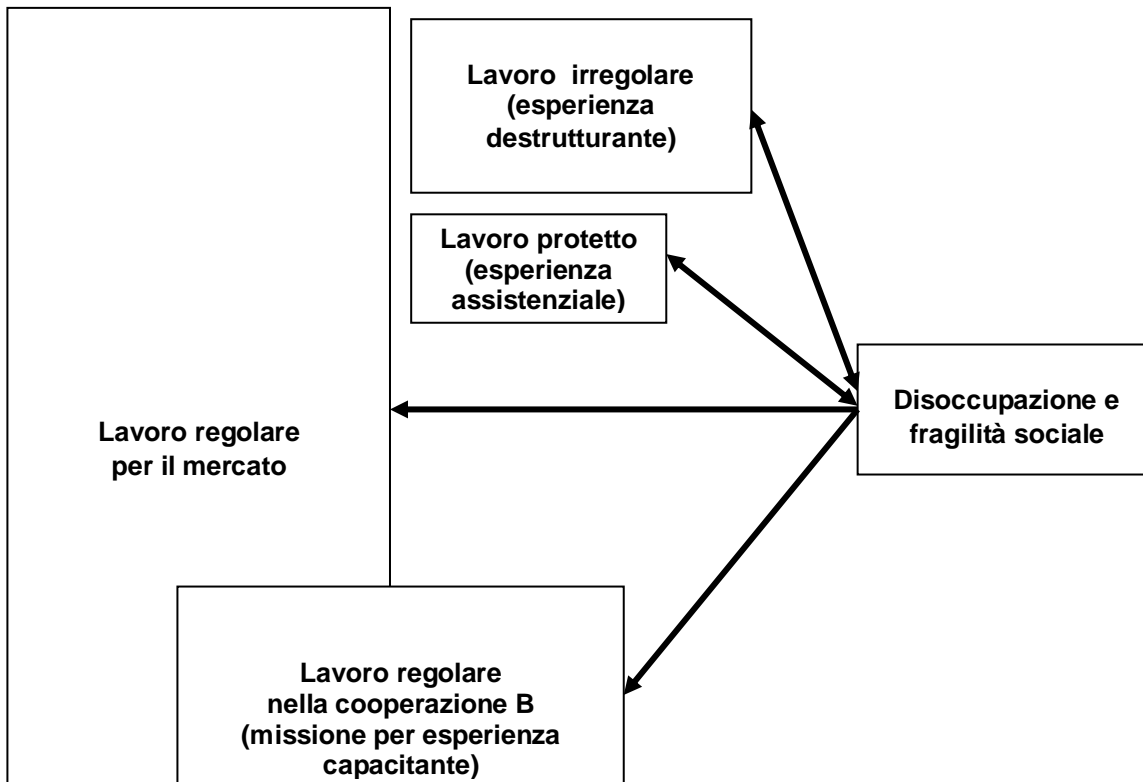 Lavoro irregolare
(esperienza
destrutturante)
Lavoro protetto
(esperienza
assistenziale)
Disoccupazione e
fragilità sociale
Lavoro regolare
per il mercato
Lavoro regolare
nella cooperazione B
(missione per esperienza
capacitante)